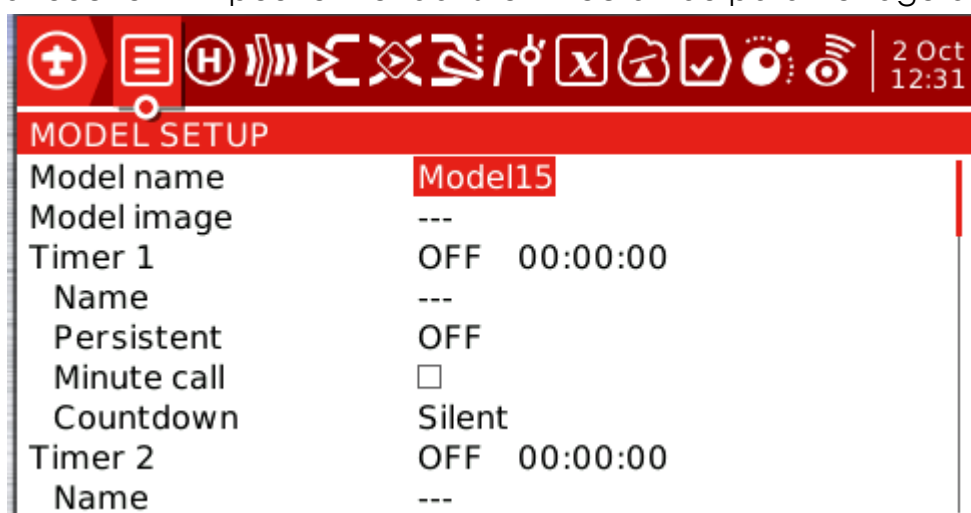 2 Oct
12:31
MODEL SETUP
Model name Model15
Model image ---
Timer 1 OFF 00:00:00
Name ---
Persistent OFF
Minute call
Countdown Silent
Timer 2 OFF 00:00:00
Name ---